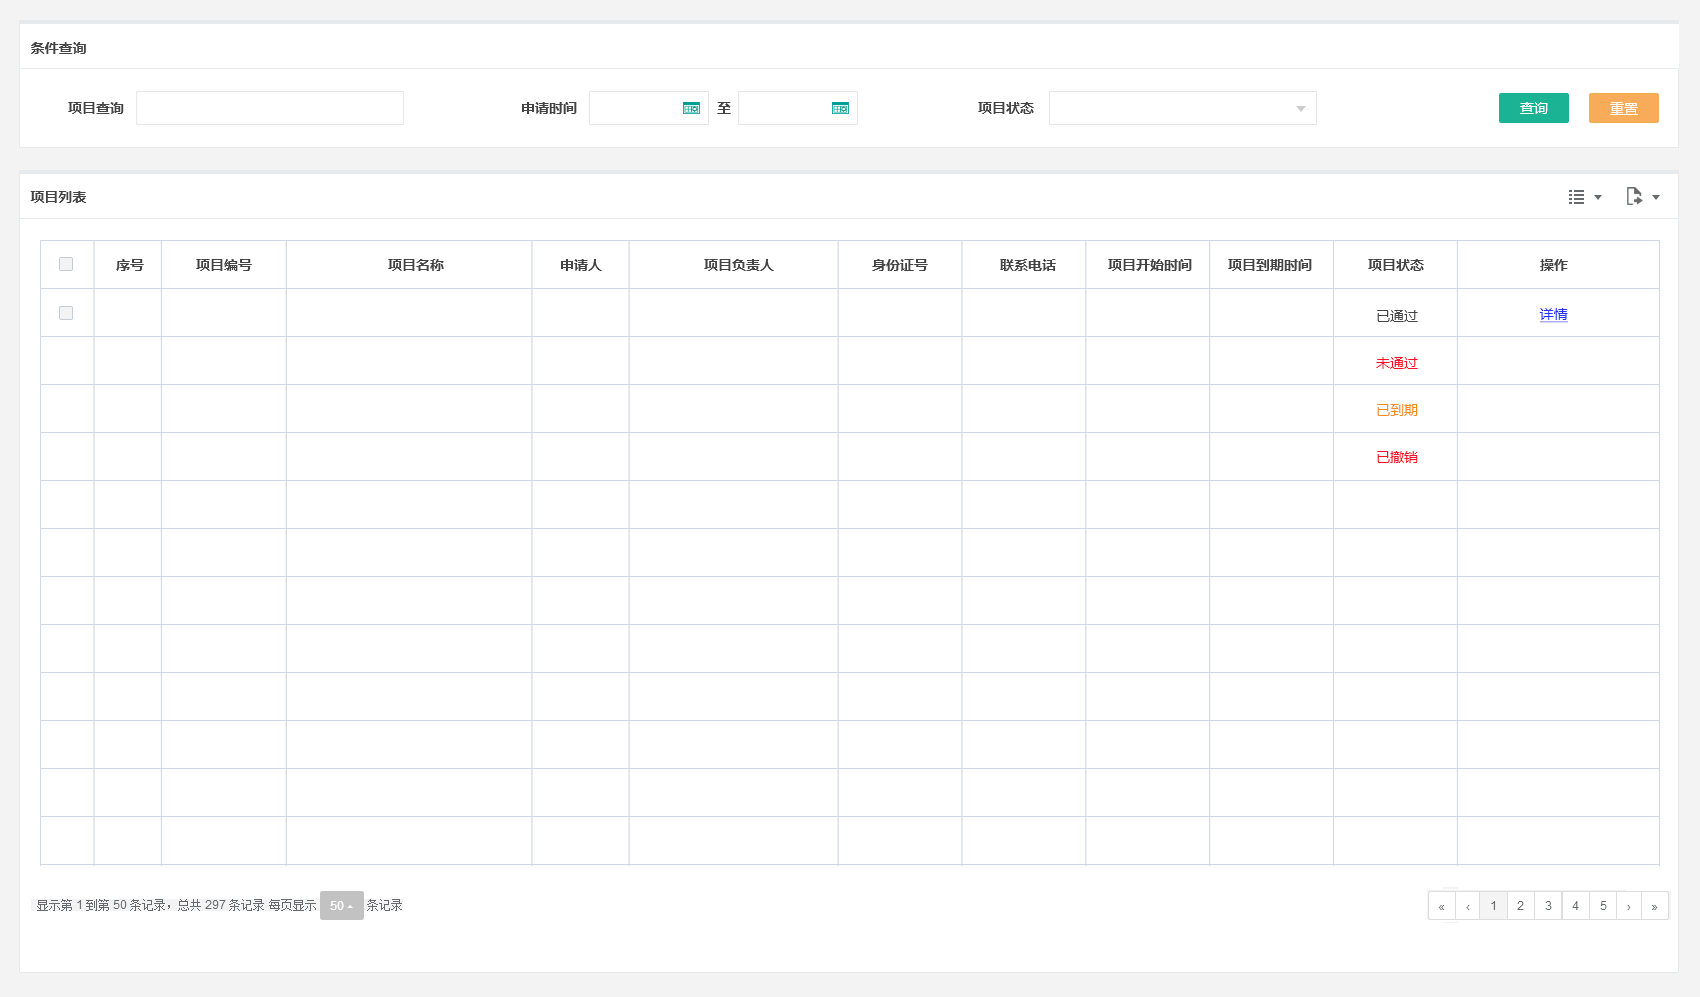 条件查询
项目查询 申请时间 至 项目状态 查询 重置
项目列表
序号 项目编号 项目名称 申请人 项目负责人 身份证号 联系电话 项目开始时间 项目到期时间 项目状态 操作
已通过 详情
未通过
已到期
已撤销
显示第 1 到第 50 条记录，总共 297 条记录 每页显示 50 条记录 « ‹ 1 2 3 4 5 › »